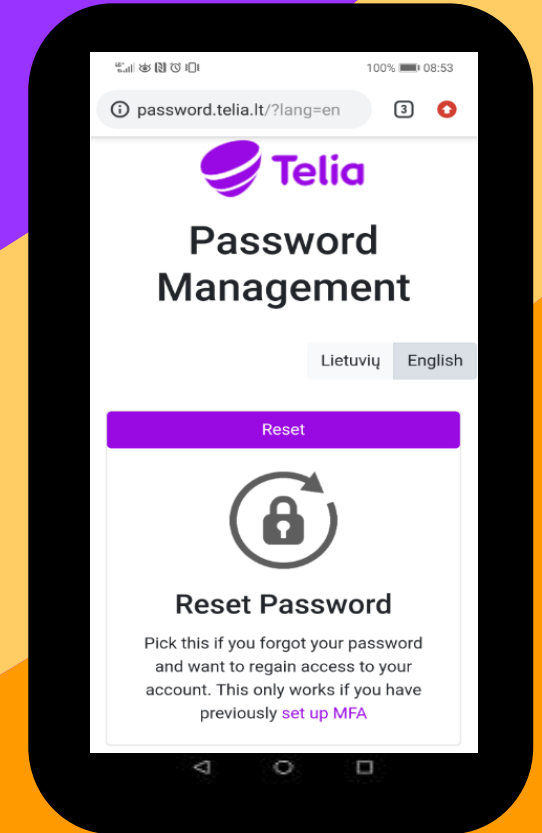 100% 08:53
password.telia.lt/?lang=en 3
Telia
Password
Management
Lietuvių English
Reset
Reset Password
Pick this if you forgot your password
and want to regain access to your
account. This only works if you have
previously set up MFA